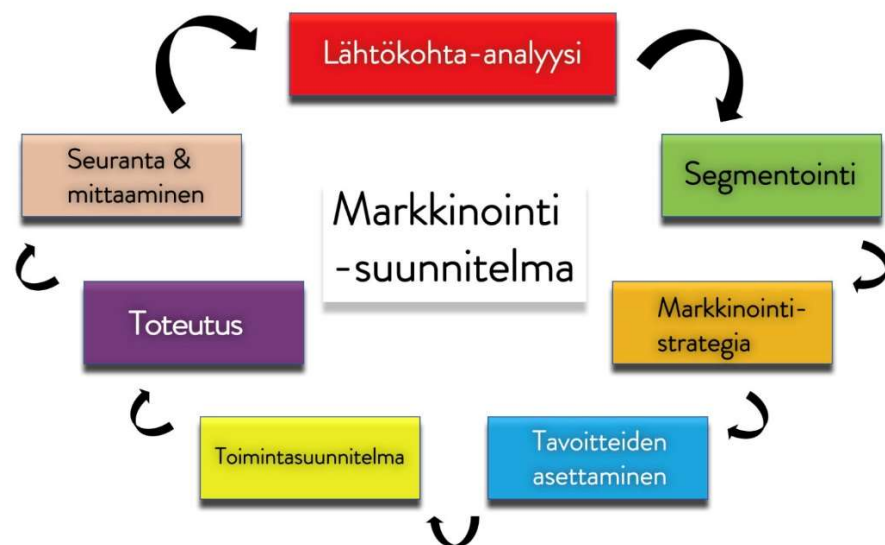 Lähtökohta-analyysi
Seuranta &
mittaaminen
Segmentointi
Markkinointi
-suunnitelma
Toteutus
Markkinointi-
strategia
Toimintasuunnitelma
Tavoitteiden
asettaminen